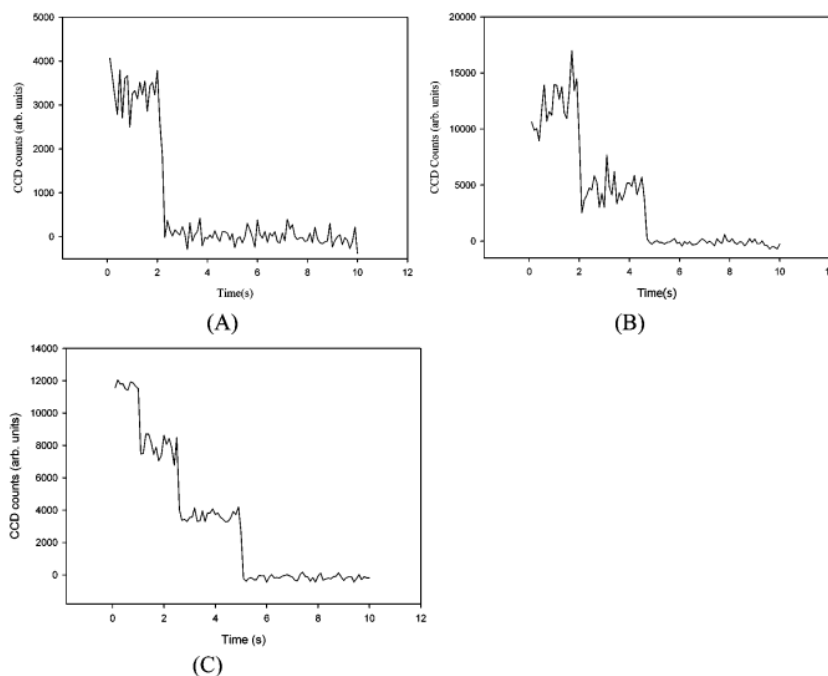 CCD counts (arb. units)
5000
4000
3000
2000
1000
0
0 2 4 6 8 10 12
Time(s)
(A)
CCD Counts (arb. units)
20000
15000
10000
5000
0
0 2 4 6 8 10 12
Time(s)
(B)
CCD counts (arb. units)
14000
12000
10000
8000
6000
4000
2000
0
0 2 4 6 8 10 12
Time (s)
(C)